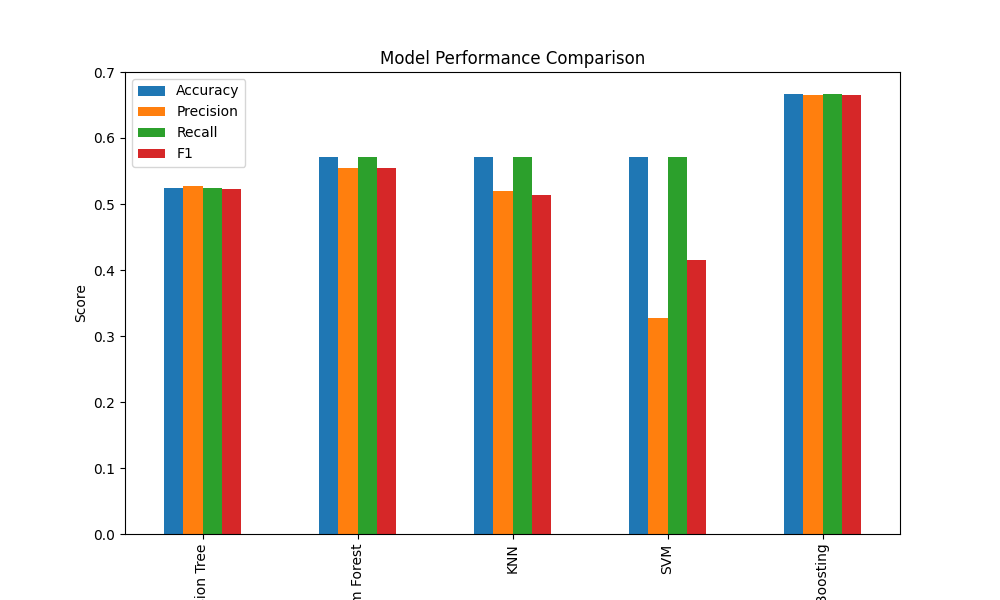 Model Performance Comparison
Accuracy
Precision
Recall
F1
Score
0.7
0.6
0.5
0.4
0.3
0.2
0.1
0.0
ion Tree
m Forest
KNN
SVM
Boosting